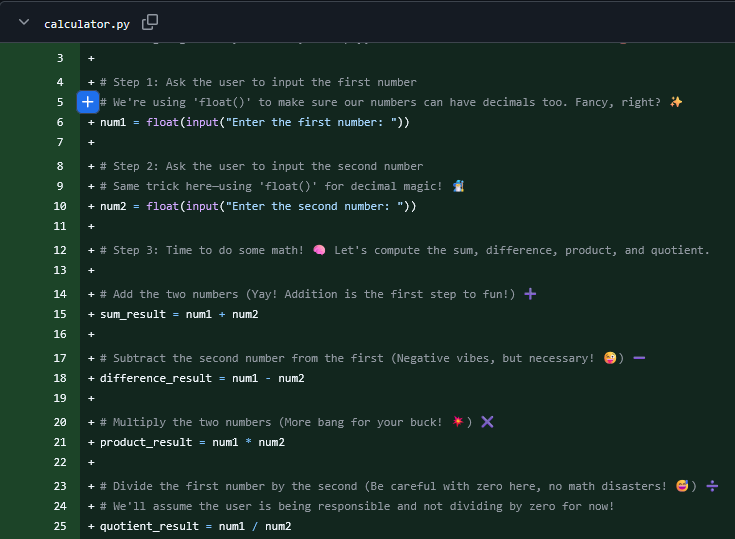 calculator.py
3 +
4 + # Step 1: Ask the user to input the first number
5 + # We're using 'float()' to make sure our numbers can have decimals too. Fancy, right? ✨
6 + num1 = float(input("Enter the first number: "))
7 +
8 + # Step 2: Ask the user to input the second number
9 + # Same trick here—using 'float()' for decimal magic! 🧙‍♂️
10 + num2 = float(input("Enter the second number: "))
11 +
12 + # Step 3: Time to do some math! 🧠 Let's compute the sum, difference, product, and quotient.
13 +
14 + # Add the two numbers (Yay! Addition is the first step to fun!) ➕
15 + sum_result = num1 + num2
16 +
17 + # Subtract the second number from the first (Negative vibes, but necessary! 😜) ➖
18 + difference_result = num1 - num2
19 +
20 + # Multiply the two numbers (More bang for your buck! 💥) ✖️
21 + product_result = num1 * num2
22 +
23 + # Divide the first number by the second (Be careful with zero here, no math disasters! 😅) ➗
24 + # We'll assume the user is being responsible and not dividing by zero for now!
25 + quotient_result = num1 / num2